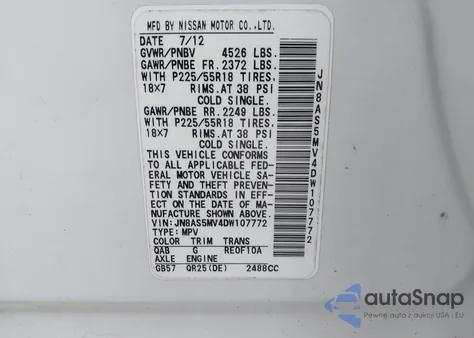 MFD BY NISSAN MOTOR CO.,LTD.
DATE 7/12
GVWR/PNBV 4526 LBS.
GAWR/PNBE FR. 2372 LBS.
WITH P225/55R18 TIRES,
18X7 RIMS.AT 38 PSI
COLD SINGLE.
GAWR/PNBE RR. 2249 LBS.
WITH P225/55R18 TIRES,
18X7 RIMS.AT 38 PSI
COLD SINGLE.
THIS VEHICLE CONFORMS
TO ALL APPLICABLE FED-
ERAL MOTOR VEHICLE SA-
FETY AND THEFT PREVEN-
TION STANDARDS IN EFF-
ECT ON THE DATE OF MA-
NUFACTURE SHOWN ABOVE.
VIN:JN8AS5MV4DW107772
TYPE:MPV
COLOR TRIM TRANS
QAB G RE0F10A
AXLE ENGINE
GB57 QR25(DE) 2488CC
JN8AS5MV4DW107772
autoSnap
Pewne auto z USA i EU